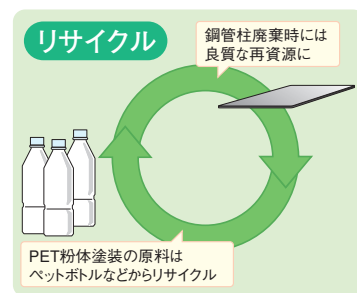 リサイクル
鋼管柱廃棄時には
良質な再資源に
PET粉体塗装の原料は
ペットボトルなどからリサイクル